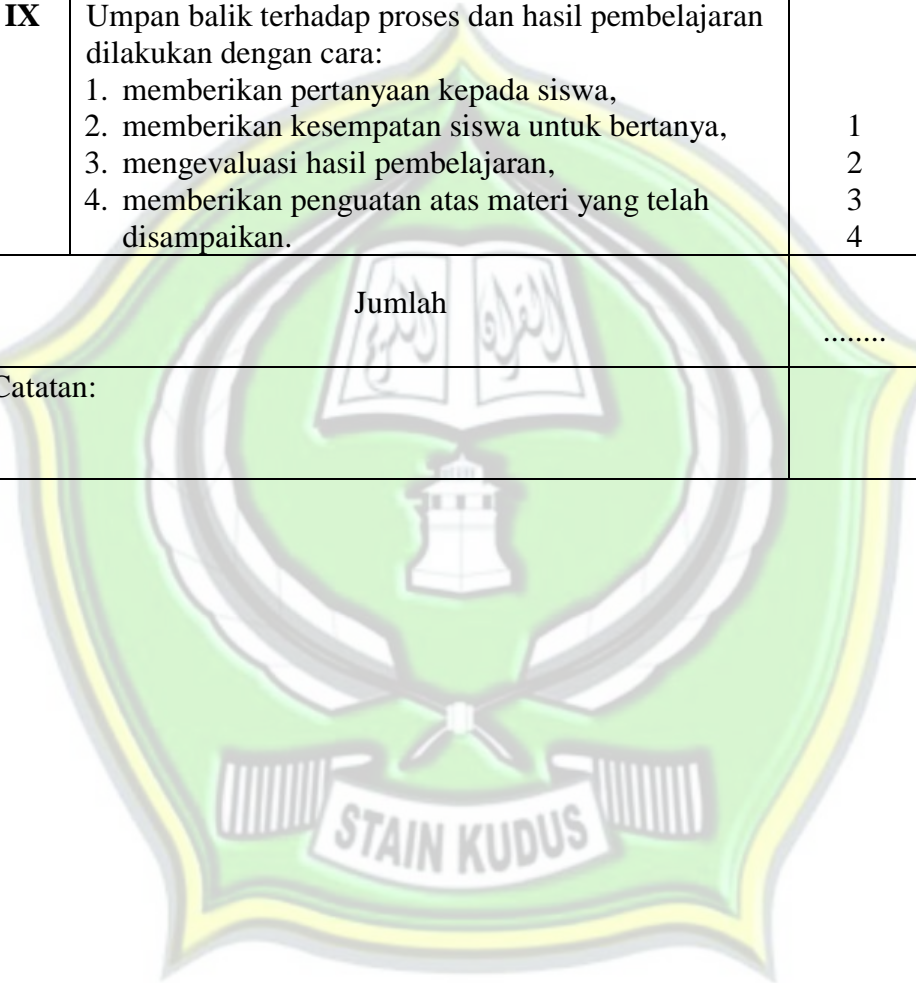 IX Umpan balik terhadap proses dan hasil pembelajaran
dilakukan dengan cara:
1. memberikan pertanyaan kepada siswa,
2. memberikan kesempatan siswa untuk bertanya, 1
3. mengevaluasi hasil pembelajaran, 2
4. memberikan penguatan atas materi yang telah 3
disampaikan. 4
Jumlah
........
Catatan:
STAIN KUDUS